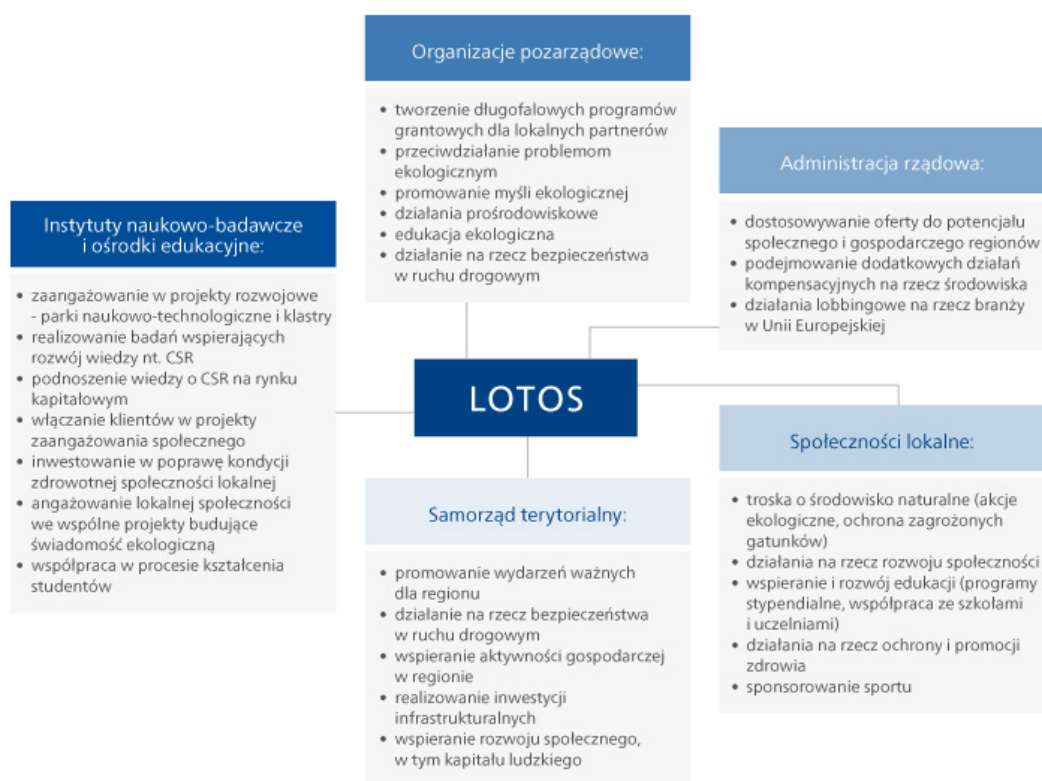 Organizacje pozarządowe:
• tworzenie długofalowych programów
grantowych dla lokalnych partnerów
• przeciwdziałanie problemom
ekologicznym
• promowanie myśli ekologicznej
• działania prośrodowiskowe
• edukacja ekologiczna
• działanie na rzecz bezpieczeństwa
w ruchu drogowym
Administracja rządowa:
• dostosowywanie oferty do potencjału
społecznego i gospodarczego regionów
• podejmowanie dodatkowych działań
kompensacyjnych na rzecz środowiska
• działania lobbingowe na rzecz branży
w Unii Europejskiej
Instytuty naukowo-badawcze
i ośrodki edukacyjne:
• zaangażowanie w projekty rozwojowe
- parki naukowo-technologiczne i klastry
• realizowanie badań wspierających
rozwój wiedzy nt. CSR
• podnoszenie wiedzy o CSR na rynku
kapitałowym
• włączanie klientów w projekty
zaangażowania społecznego
• inwestowanie w poprawę kondycji
zdrowotnej społeczności lokalnej
• angażowanie lokalnej społeczności
we wspólne projekty budujące
świadomość ekologiczną
• współpraca w procesie kształcenia
studentów
LOTOS
Społeczności lokalne:
• troska o środowisko naturalne (akcje
ekologiczne, ochrona zagrożonych
gatunków)
• działania na rzecz rozwoju społeczności
• wspieranie i rozwój edukacji (programy
stypendialne, współpraca ze szkołami
i uczelniami)
• działania na rzecz ochrony i promocji
zdrowia
• sponsorowanie sportu
Samorząd terytorialny:
• promowanie wydarzeń ważnych
dla regionu
• działanie na rzecz bezpieczeństwa
w ruchu drogowym
• wspieranie aktywności gospodarczej
w regionie
• realizowanie inwestycji
infrastrukturalnych
• wspieranie rozwoju społecznego,
w tym kapitału ludzkiego